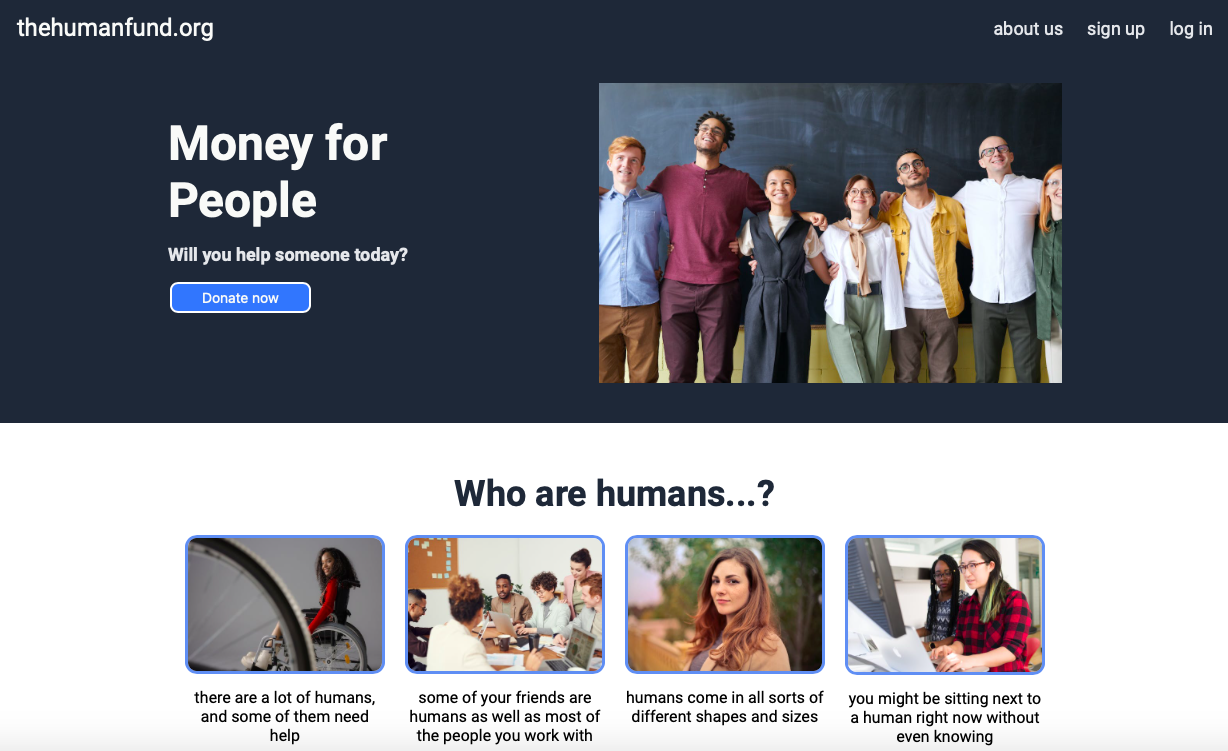 thehumanfund.org
about us
sign up
log in
Money for
People
Will you help someone today?
Donate now
Who are humans...?
there are a lot of humans,
and some of them need
help
some of your friends are
humans as well as most of
the people you work with
humans come in all sorts of
different shapes and sizes
you might be sitting next to
a human right now without
even knowing